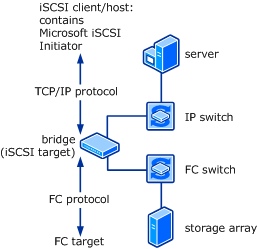 iSCSI client/host:
contains
Microsoft iSCSI
Initiator
server
TCP/IP protocol
IP switch
bridge
(iSCSI target)
FC switch
FC protocol
storage array
FC target